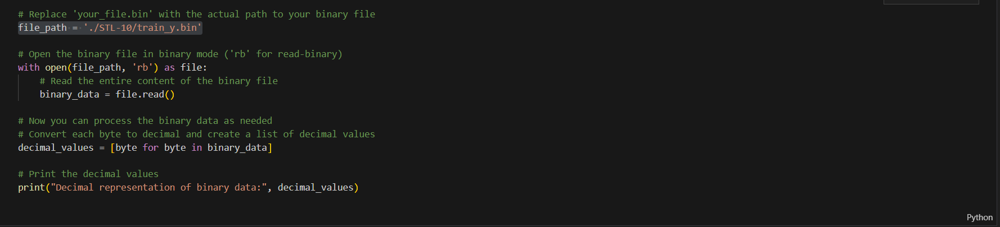 # Replace 'your_file.bin' with the actual path to your binary file
file_path = './STL-10/train_y.bin'
# Open the binary file in binary mode ('rb' for read-binary)
with open(file_path, 'rb') as file:
    # Read the entire content of the binary file
    binary_data = file.read()
# Now you can process the binary data as needed
# Convert each byte to decimal and create a list of decimal values
decimal_values = [byte for byte in binary_data]
# Print the decimal values
print("Decimal representation of binary data:", decimal_values)
Python